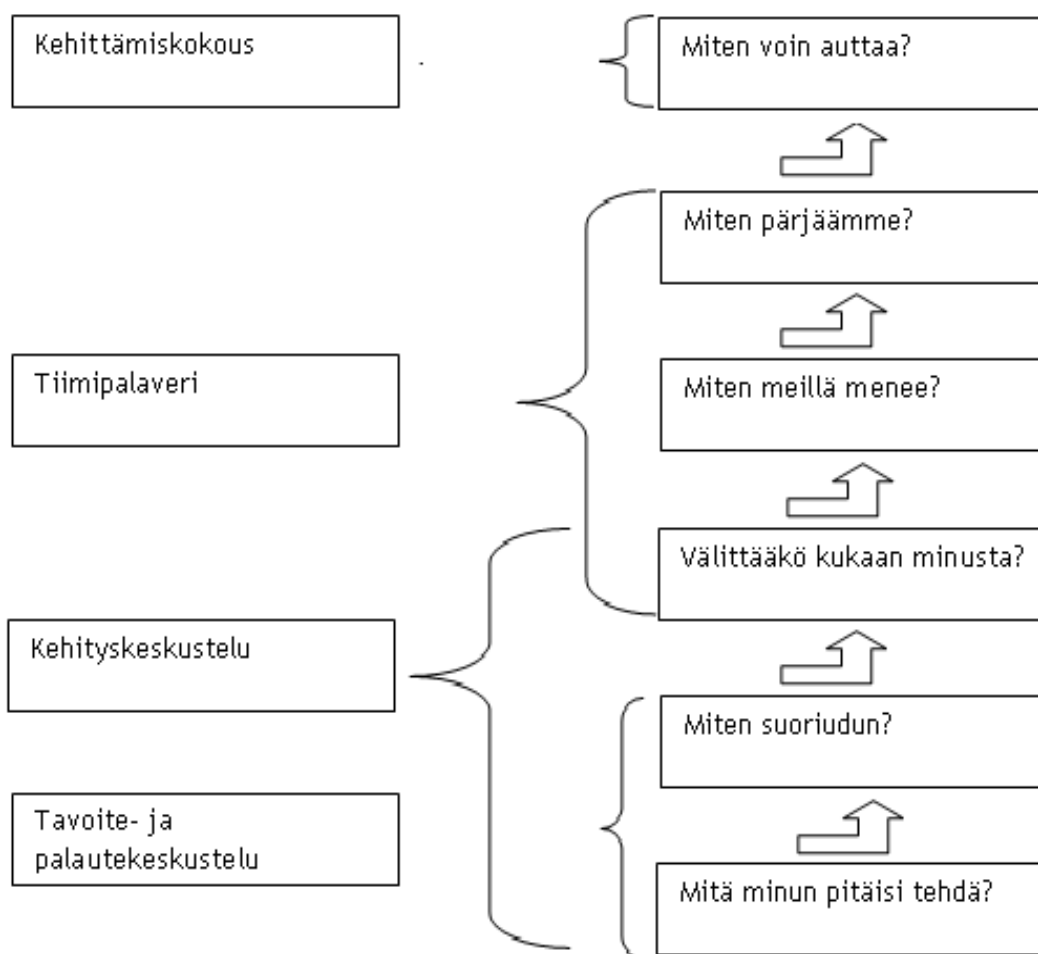 Kehittämiskokous
Miten voin auttaa?
Miten pärjäämme?
Tiimipalaveri
Miten meillä menee?
Välittääkö kukaan minusta?
Kehityskeskustelu
Miten suoriudun?
Tavoite- ja
palautekeskustelu
Mitä minun pitäisi tehdä?